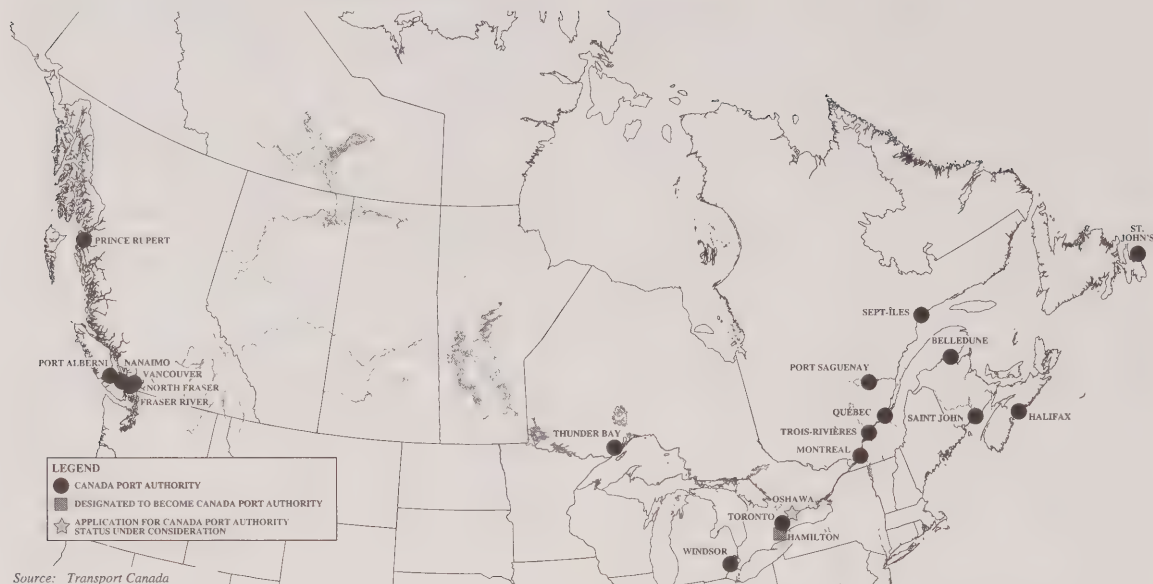 ST.
JOHN'S
PRINCE RUPERT
SEPT-ÎLES
BELLEDUNE
PORT ALBERNI
NANAIMO
VANCOUVER
NORTH FRASER
FRASER RIVER
PORT SAGUENAY
QUÉBEC
SAINT JOHN
HALIFAX
TROIS-RIVIÈRES
THUNDER BAY
MONTREAL
LEGEND
CANADA PORT AUTHORITY
DESIGNATED TO BECOME CANADA PORT AUTHORITY
APPLICATION FOR CANADA PORT AUTHORITY
STATUS UNDER CONSIDERATION
OSHAWA
TORONTO
HAMILTON
WINDSOR
Source: Transport Canada